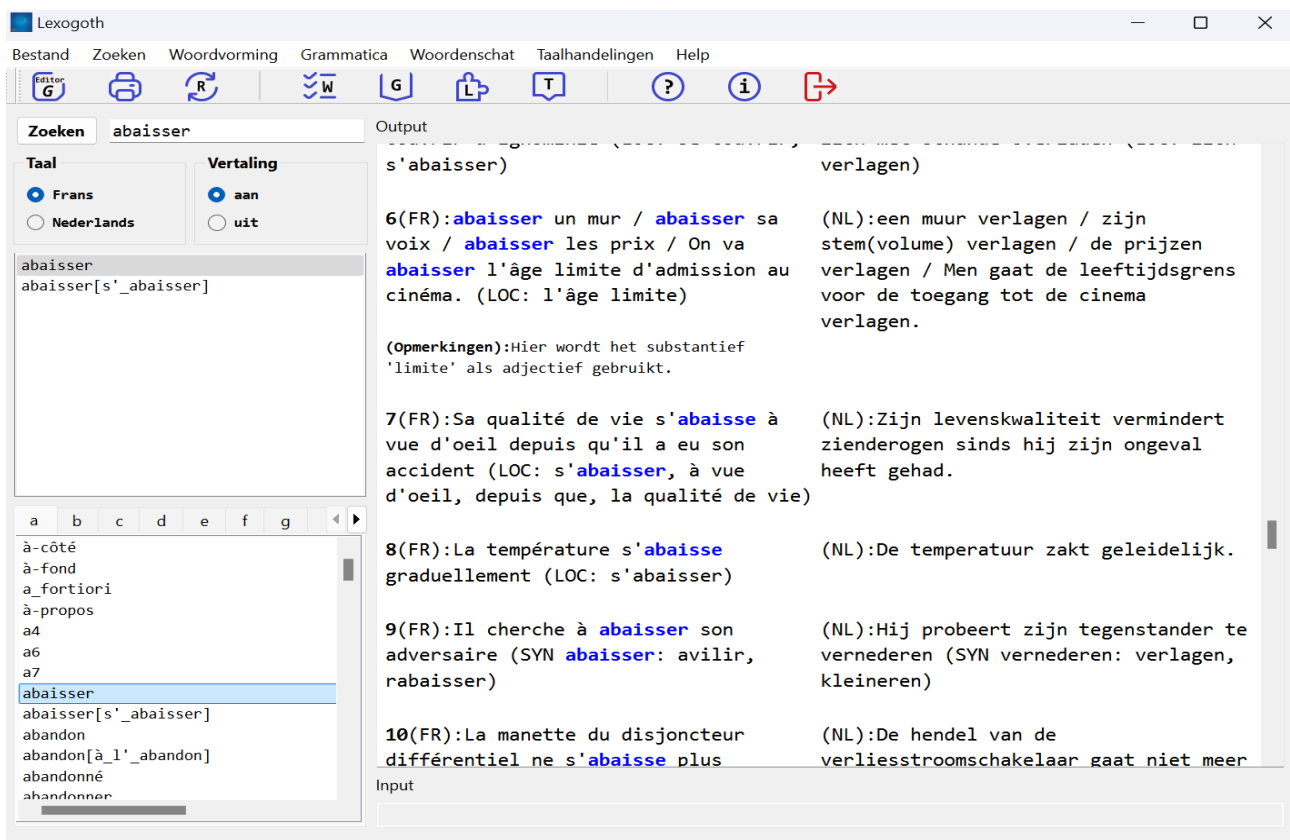 Lexogoth
Bestand Zoeken Woordvorming Grammatica Woordenschat Taalhandelingen Help
Editor G R W G L T ? i
Zoeken abaisser
Taal Vertaling
Frans aan
Nederlands uit
abaisser
abaisser[s'_abaisser]
a b c d e f g
à-côté
à-fond
a_fortiori
à-propos
a4
a6
a7
abaisser
abaisser[s'_abaisser]
abandon
abandon[à_l'_abandon]
abandonné
abandonner
Output
s'abaisser)
verlagen)
6(FR):abaisser un mur / abaisser sa
voix / abaisser les prix / On va
abaisser l'âge limite d'admission au
cinéma. (LOC: l'âge limite)
(Opmerkingen):Hier wordt het substantief
'limite' als adjectief gebruikt.
(NL):een muur verlagen / zijn
stem(volume) verlagen / de prijzen
verlagen / Men gaat de leeftijdsgrens
voor de toegang tot de cinema
verlagen.
7(FR):Sa qualité de vie s'abaisse à
vue d'oeil depuis qu'il a eu son
accident (LOC: s'abaisser, à vue
d'oeil, depuis que, la qualité de vie)
(NL):Zijn levenskwaliteit vermindert
zienderogen sinds hij zijn ongeval
heeft gehad.
8(FR):La température s'abaisse
graduellement (LOC: s'abaisser)
(NL):De temperatuur zakt geleidelijk.
9(FR):Il cherche à abaisser son
adversaire (SYN abaisser: avilir,
rabaisser)
(NL):Hij probeert zijn tegenstander te
vernederen (SYN vernederen: verlagen,
kleineren)
10(FR):La manette du disjoncteur
différentiel ne s'abaisse plus
(NL):De hendel van de
verliesstroomschakelaar gaat niet meer
Input